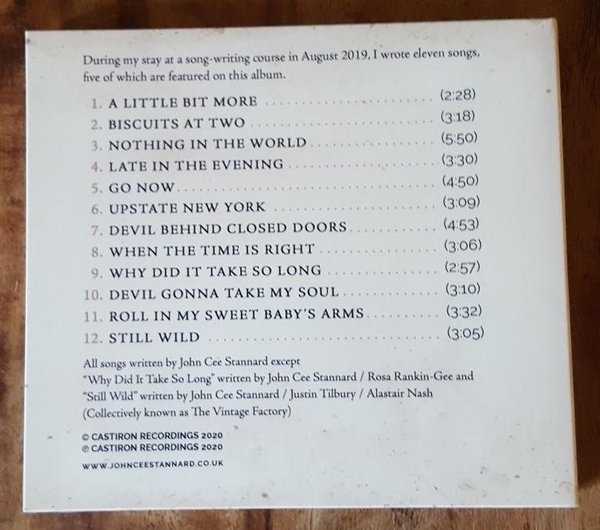 During my stay at a song-writing course in August 2019, I wrote eleven songs,
five of which are featured on this album.
1. A LITTLE BIT MORE (2:28)
2. BISCUITS AT TWO (3:18)
3. NOTHING IN THE WORLD (5:50)
4. LATE IN THE EVENING (3:30)
5. GO NOW (4:50)
6. UPSTATE NEW YORK (3:09)
7. DEVIL BEHIND CLOSED DOORS (4:53)
8. WHEN THE TIME IS RIGHT (3:06)
9. WHY DID IT TAKE SO LONG (2:57)
10. DEVIL GONNA TAKE MY SOUL (3:10)
11. ROLL IN MY SWEET BABY'S ARMS (3:32)
12. STILL WILD (3:05)
All songs written by John Cee Stannard except
"Why Did It Take So Long" written by John Cee Stannard / Rosa Rankin-Gee and
"Still Wild" written by John Cee Stannard / Justin Tilbury / Alastair Nash
(Collectively known as The Vintage Factory)
© CASTIRON RECORDINGS 2020
℗ CASTIRON RECORDINGS 2020
WWW.JOHNCEESTANNARD.CO.UK